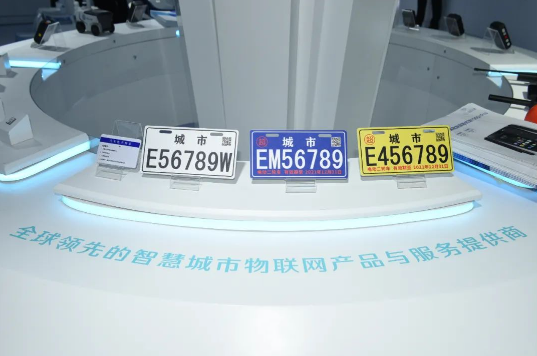 城 市
E56789W
城 市
EM56789
城 市
E456789
全球领先的智慧城市物联网产品与服务提供商